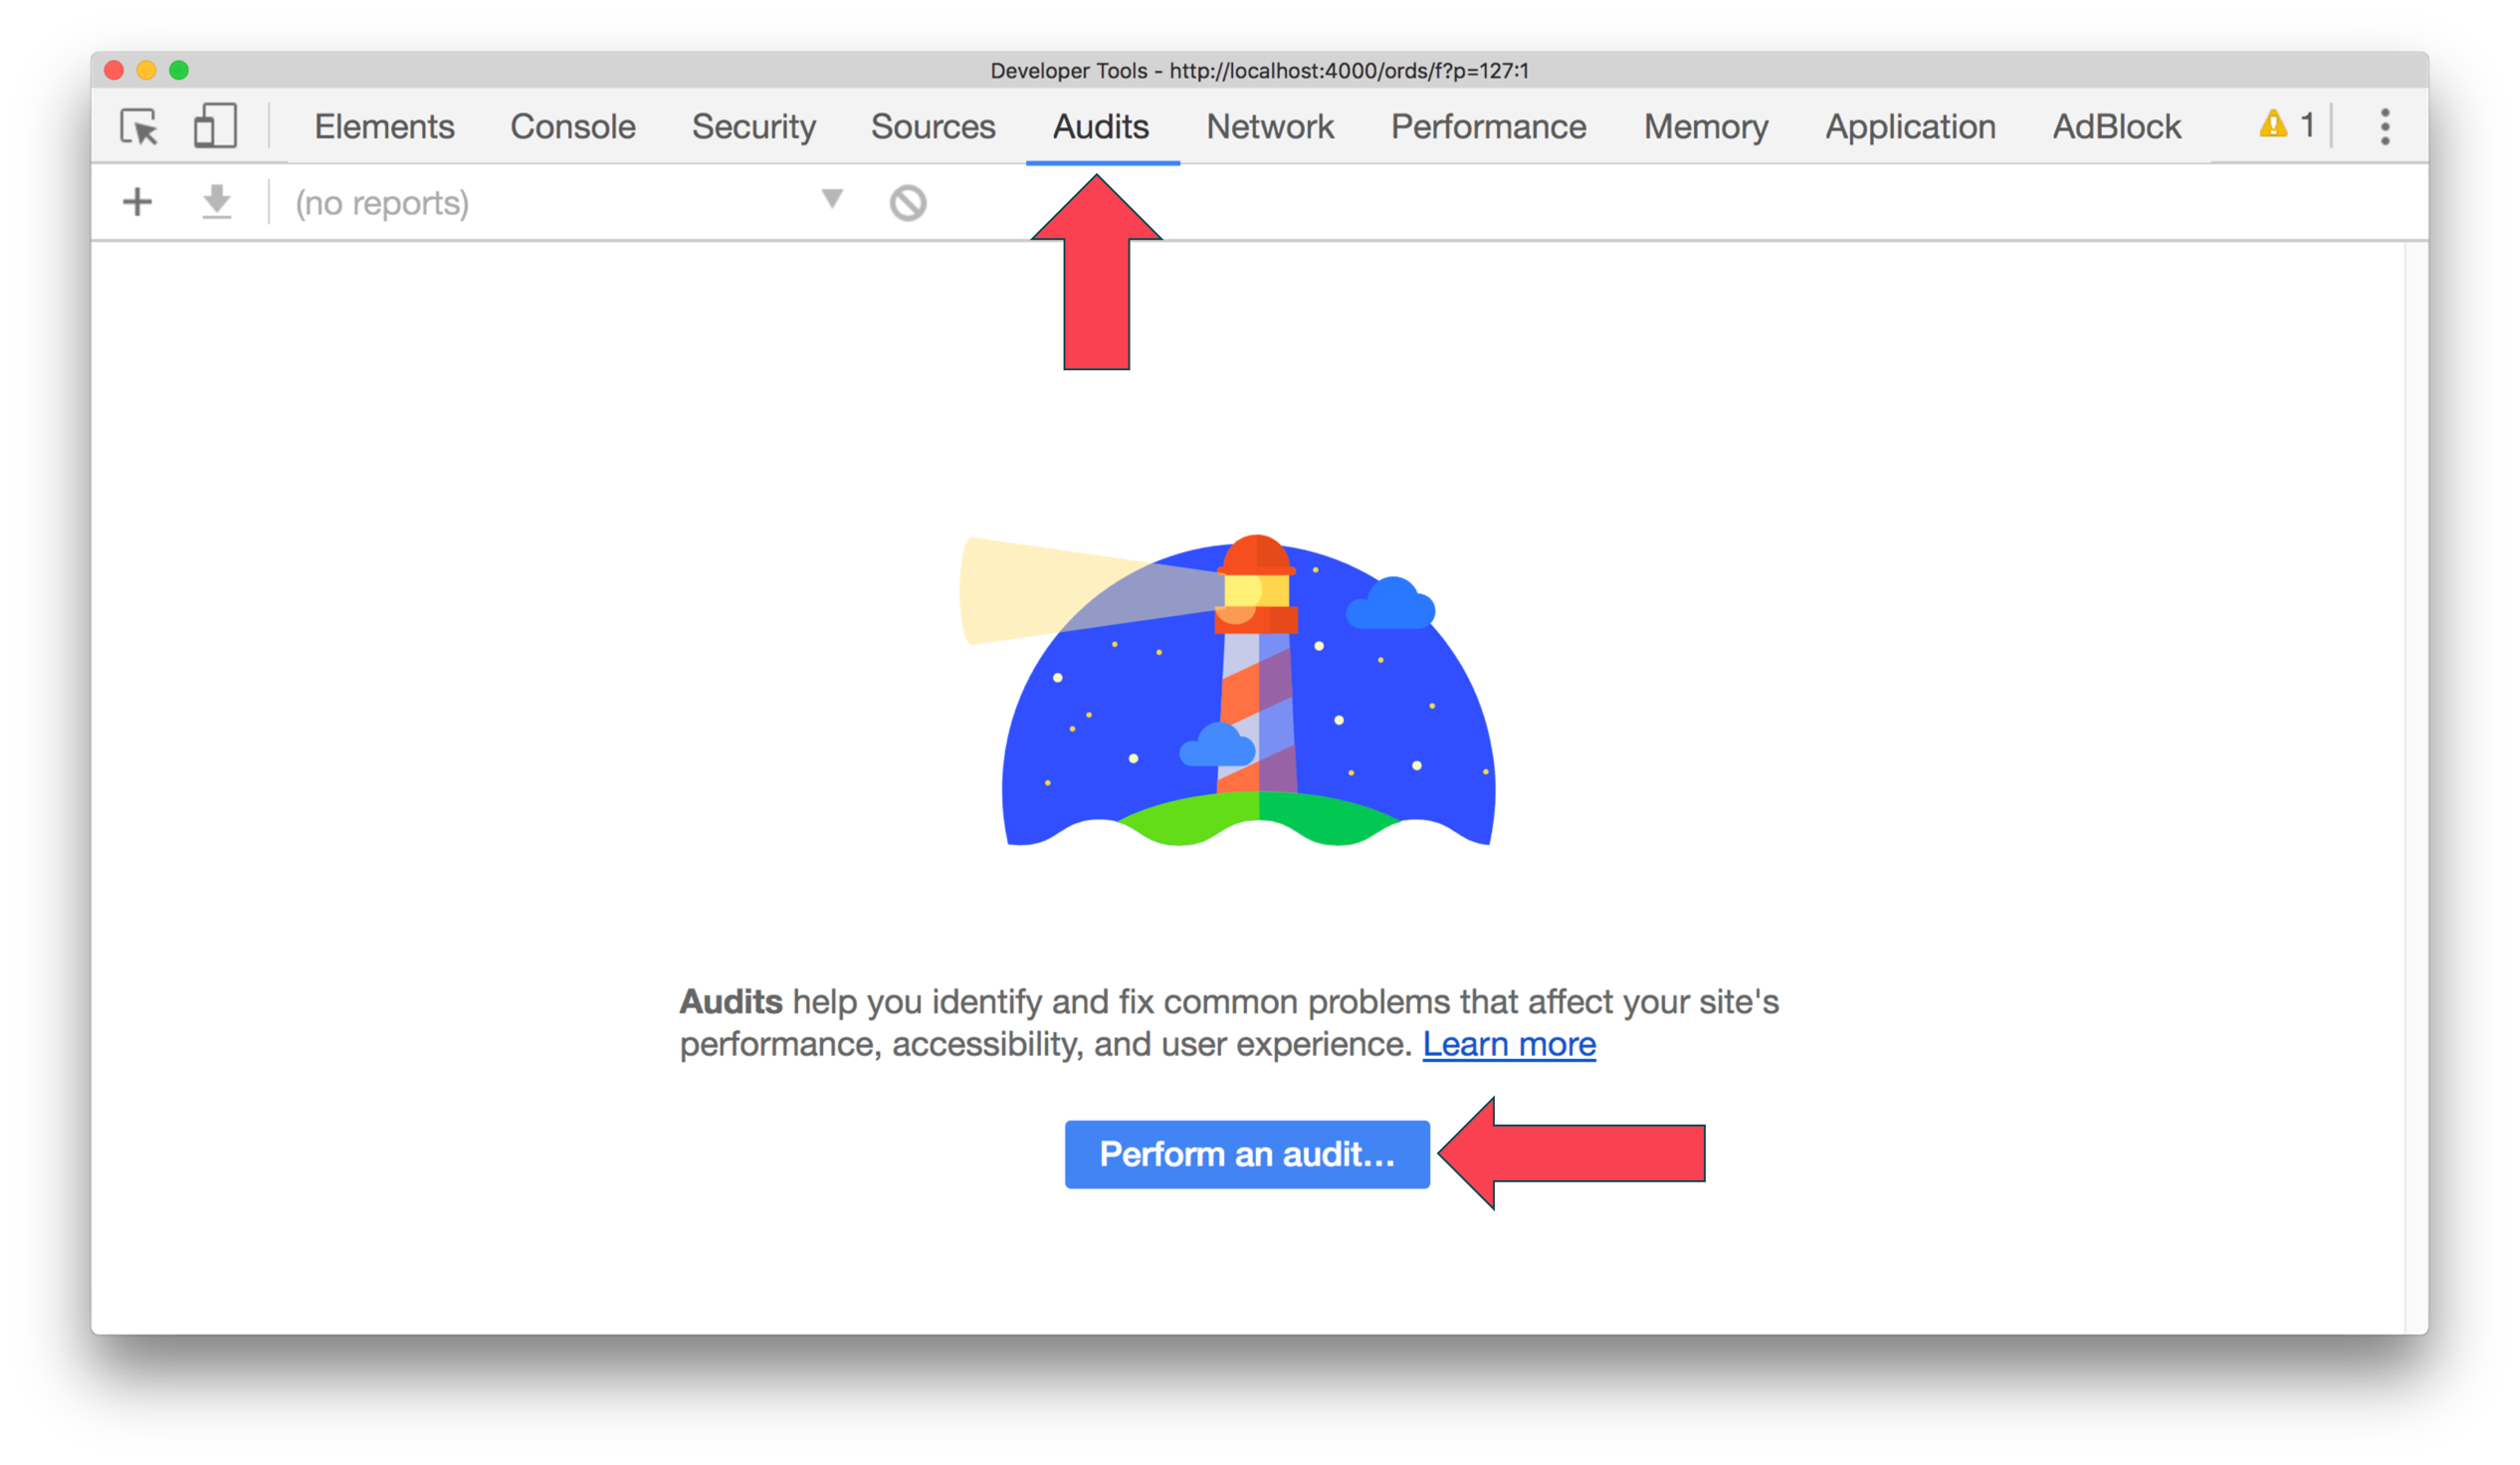 Developer Tools - http://localhost:4000/ords/f?p=127:1
Elements Console Security Sources Audits Network Performance Memory Application AdBlock 1
(no reports)
Audits help you identify and fix common problems that affect your site's
performance, accessibility, and user experience. Learn more
Perform an audit...